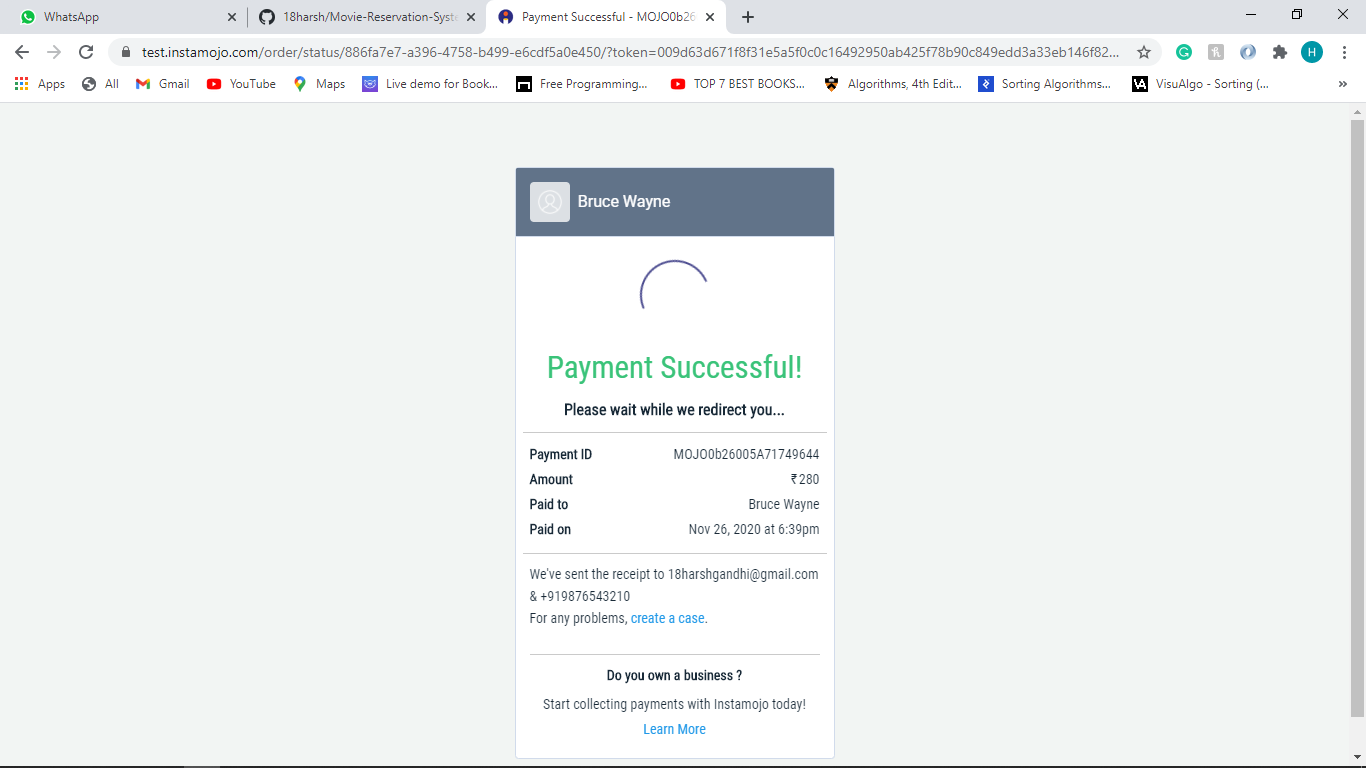 WhatsApp
18harsh/Movie-Reservation-Syste
Payment Successful - MOJO0b26
test.instamojo.com/order/status/886fa7e7-a396-4758-b499-e6cdf5a0e450/?token=009d63d671f8f31e5a5f0c0c16492950ab425f78b90c849edd3a33eb146f82...
H
Apps
All
Gmail
YouTube
Maps
Live demo for Book...
Free Programming...
TOP 7 BEST BOOKS...
Algorithms, 4th Edit...
Sorting Algorithms...
VA
VisuAlgo - Sorting (...
»
Bruce Wayne
Payment Successful!
Please wait while we redirect you...
Payment ID MOJO0b26005A71749644
Amount ₹ 280
Paid to Bruce Wayne
Paid on Nov 26, 2020 at 6:39pm
We've sent the receipt to 18harshgandhi@gmail.com
& +919876543210
For any problems, create a case.
Do you own a business ?
Start collecting payments with Instamojo today!
Learn More